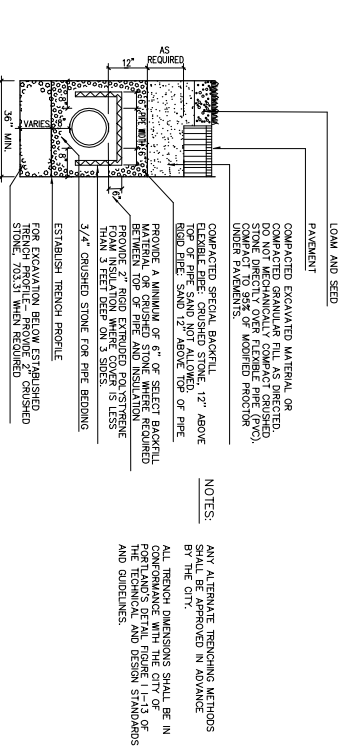 LOAM AND SEED
PAVEMENT
COMPACTED EXCAVATED MATERIAL OR
COMPACTED GRANULAR FILL AS DIRECTED.
DO NOT MECHANICALLY COMPACT CRUSHED
STONE DIRECTLY OVER FLEXIBLE PIPE (PVC).
COMPACT TO 95% OF MODIFIED PROCTOR
UNDER PAVEMENTS.
COMPACTED SPECIAL BACKFILL
FLEXIBLE PIPE: CRUSHED STONE, 12" ABOVE
TOP OF PIPE SAND NOT ALLOWED.
RIGID PIPE: SAND 12" ABOVE TOP OF PIPE
PROVIDE A MINIMUM OF 6" OF SELECT BACKFILL
MATERIAL OR CRUSHED STONE WHERE REQUIRED
BETWEEN TOP OF PIPE AND INSULATION
FOAM INSULATION WHERE COVER IS LESS
THAN 3 FEET DEEP ON 3 SIDES.
3/4" CRUSHED STONE FOR PIPE BEDDING
ESTABLISH TRENCH PROFILE
FOR EXCAVATION BELOW ESTABLISHED
TRENCH PROFILE- PROVIDE 2" CRUSHED
STONE, 703.31 WHEN REQUIRED
AS
REQUIRED
12"
6"
PIPE WIDTH
6"
6"
8"
8"
VARIES
36" MIN.
NOTES:
ANY ALTERNATE TRENCHING METHODS
SHALL BE APPROVED IN ADVANCE
BY THE CITY.
ALL TRENCH DIMENSIONS SHALL BE IN
CONFORMANCE WITH THE CITY OF
PORTLAND'S DETAIL FIGURE I I-13 OF
THE TECHNICAL AND DESIGN STANDARDS
AND GUIDELINES.